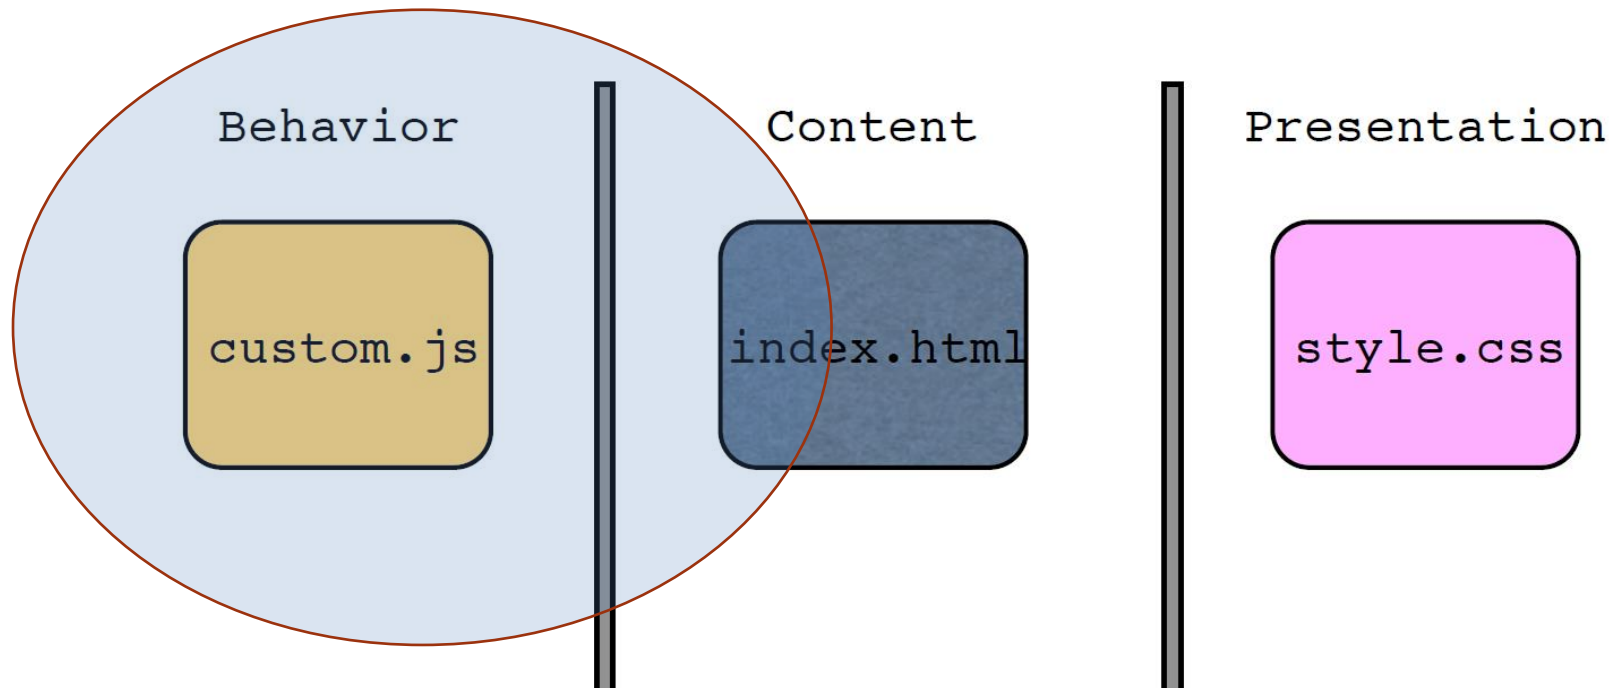 Behavior
Content
Presentation
custom.js
index.html
style.css